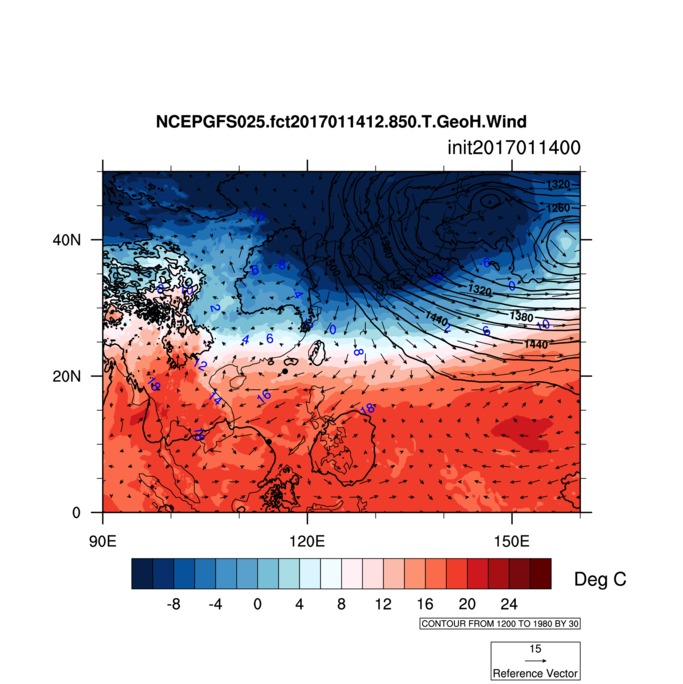 NCEPGFS025.fct2017011412.850.T.GeoH.Wind
init2017011400
1320
1260
40N
1320
1380
1440
1440
20N
0
90E 120E 150E
-8 -4 0 4 8 12 16 20 24
Deg C
CONTOUR FROM 1200 TO 1980 BY 30
15
Reference Vector